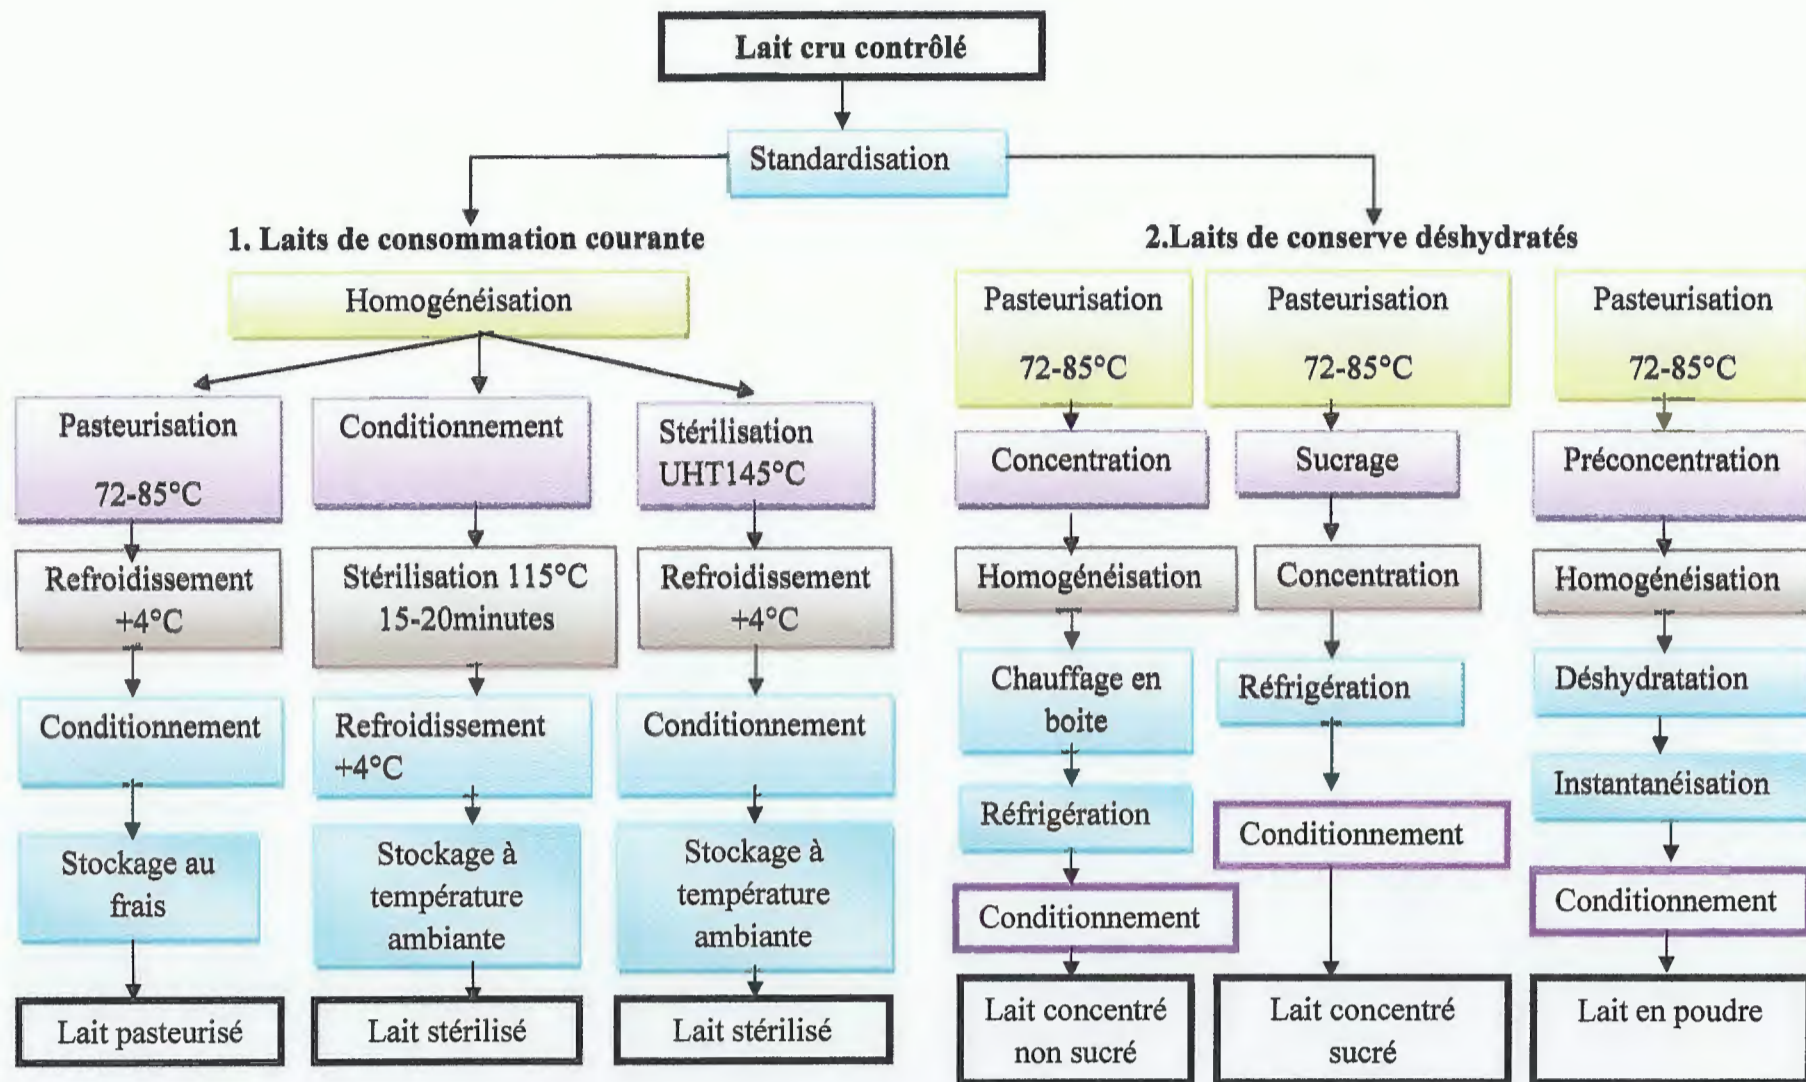 Lait cru contrôlé
Standardisation
1. Laits de consommation courante
Homogénéisation
Pasteurisation
72-85°C
Refroidissement
+4°C
Conditionnement
Stockage au
frais
Lait pasteurisé
Conditionnement
Stérilisation 115°C
15-20minutes
Refroidissement
+4°C
Stockage à
température
ambiante
Lait stérilisé
Stérilisation
UHT145°C
Refroidissement
+4°C
Conditionnement
Stockage à
température
ambiante
Lait stérilisé
2.Laits de conserve déshydratés
Pasteurisation
72-85°C
Concentration
Homogénéisation
Chauffage en
boite
Réfrigération
Conditionnement
Lait concentré
non sucré
Pasteurisation
72-85°C
Sucrage
Concentration
Réfrigération
Conditionnement
Lait concentré
sucré
Pasteurisation
72-85°C
Préconcentration
Homogénéisation
Déshydratation
Instantanéisation
Conditionnement
Lait en poudre